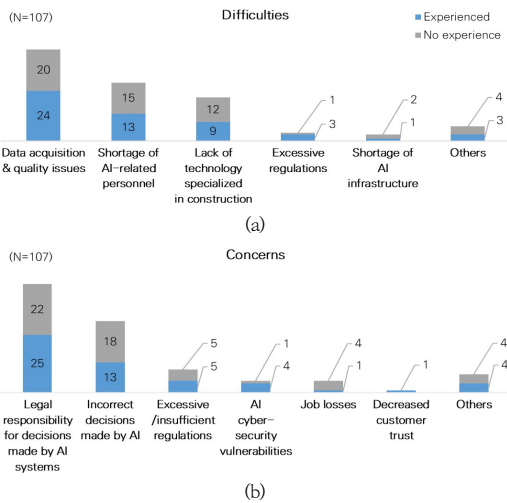 (N=107)
Difficulties
Experienced
No experience
20
24
15
13
12
9
1
3
2
1
4
3
Data acquisition
& quality issues
Shortage of
AI-related
personnel
Lack of
technology
specialized
in construction
Excessive
regulations
Shortage of
AI
infrastructure
Others
(a)
(N=107)
Concerns
22
25
18
13
5
5
1
4
4
1
1
4
4
Legal
responsibility
for decisions
made by AI
systems
Incorrect
decisions
made by AI
Excessive
/insufficient
regulations
AI
cyber-
security
vulnerabilities
Job losses
Decreased
customer
trust
Others
(b)